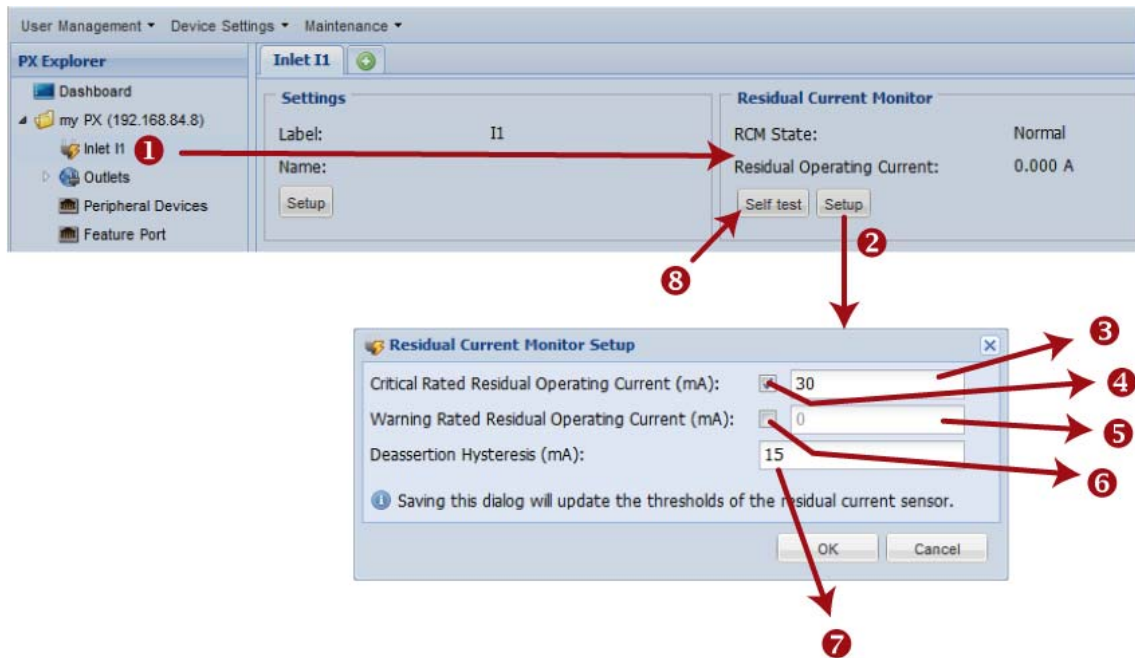 User Management Device Settings Maintenance
PX Explorer
Dashboard
my PX (192.168.84.8)
Inlet I1
Outlets
Peripheral Devices
Feature Port
Inlet I1
Settings
Label: I1
Name:
Setup
Residual Current Monitor
RCM State: Normal
Residual Operating Current: 0.000 A
Self test Setup
1
2
8
Residual Current Monitor Setup
Critical Rated Residual Operating Current (mA): 30
Warning Rated Residual Operating Current (mA): 0
Deassertion Hysteresis (mA): 15
Saving this dialog will update the thresholds of the residual current sensor.
OK Cancel
3
4
5
6
7